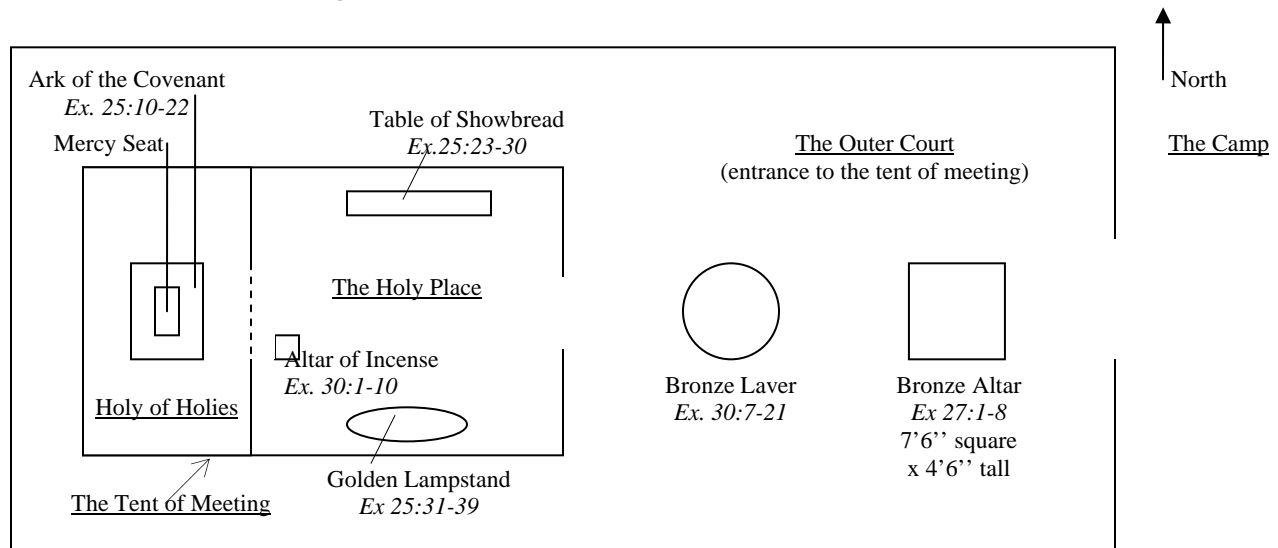 North
The Camp
Ark of the Covenant
Ex. 25:10-22
Mercy Seat
Table of Showbread
Ex.25:23-30
The Outer Court
(entrance to the tent of meeting)
The Holy Place
Altar of Incense
Ex. 30:1-10
Holy of Holies
Golden Lampstand
Ex 25:31-39
The Tent of Meeting
Bronze Laver
Ex. 30:7-21
Bronze Altar
Ex 27:1-8
7’6’’ square
x 4’6’’ tall